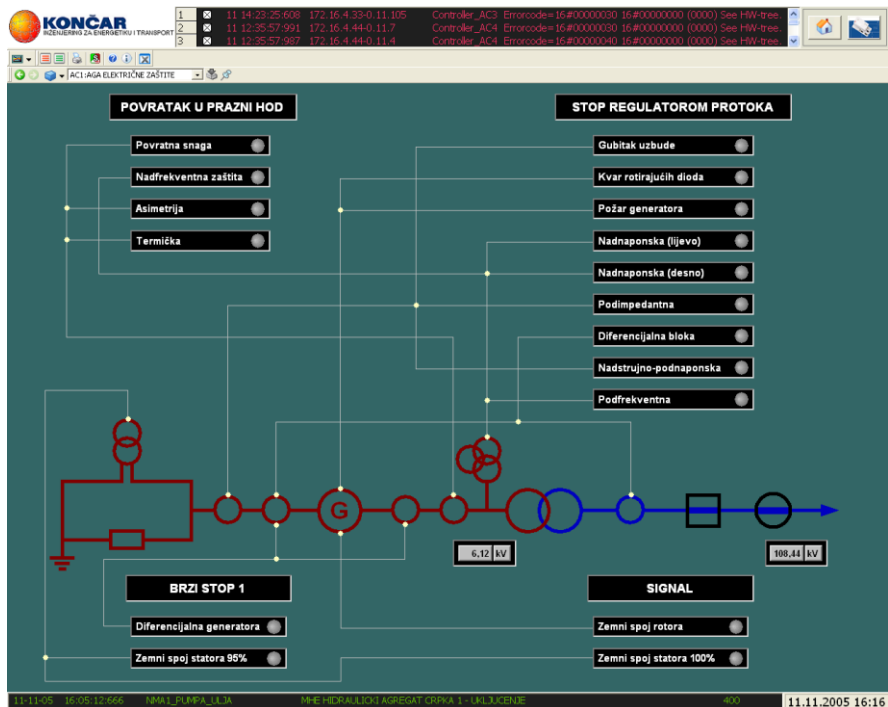 KONČAR
INŽENJERING ZA ENERGETIKU I TRANSPORT
1 11 14:23:25:608 172.16.4.33-0.11.105 Controller_AC3 Errorcode=16#00000030 16#00000000 (0000) See HW-tree.
2 11 12:35:57:991 172.16.4.44-0.11.7 Controller_AC4 Errorcode=16#00000030 16#00000000 (0000) See HW-tree.
3 11 12:35:57:987 172.16.4.44-0.11.4 Controller_AC4 Errorcode=16#00000040 16#00000000 (0000) See HW-tree.
AC1:AGA ELEKTRIČNE ZAŠTITE
POVRATAK U PRAZNI HOD
Povratna snaga
Nadfrekventna zaštita
Asimetrija
Termička
STOP REGULATOROM PROTOKA
Gubitak uzbude
Kvar rotirajućih dioda
Požar generatora
Nadnaponska (lijevo)
Nadnaponska (desno)
Podimpedantna
Diferencijalna bloka
Nadstrujno-podnaponska
Podfrekventna
G
6,12 kV
108,44 kV
BRZI STOP 1
Diferencijalna generatora
Zemni spoj statora 95%
SIGNAL
Zemni spoj rotora
Zemni spoj statora 100%
11-11-05 16:05:12:666 NMA1_PUMPA_ULJA MHE HIDRAULICKI AGREGAT CRPKA 1 - UKLJUCENJE 400
11.11.2005 16:16